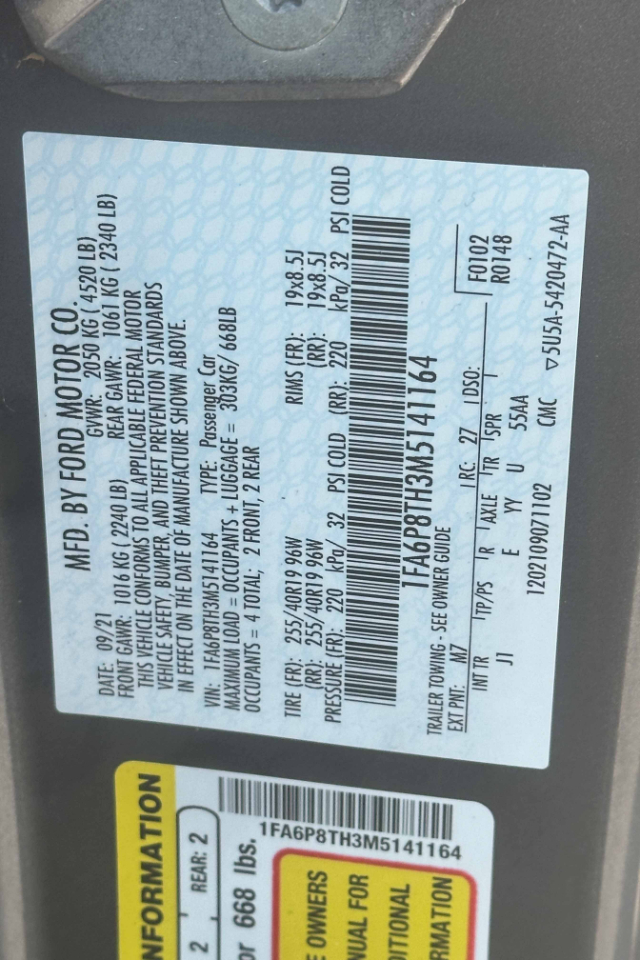 MFD. BY FORD MOTOR CO.
DATE: 09/21 GVWR: 2050 KG ( 4520 LB)
FRONT GAWR: 1016 KG ( 2240 LB) REAR GAWR: 1061 KG ( 2340 LB)
THIS VEHICLE CONFORMS TO ALL APPLICABLE FEDERAL MOTOR
VEHICLE SAFETY, BUMPER, AND THEFT PREVENTION STANDARDS
IN EFFECT ON THE DATE OF MANUFACTURE SHOWN ABOVE.
VIN: 1FA6P8TH3M5141164 TYPE: Passenger Car
MAXIMUM LOAD = OCCUPANTS + LUGGAGE = 303KG/ 668LB
OCCUPANTS = 4 TOTAL; 2 FRONT, 2 REAR
TIRE (FR): 255/40R19 96W RIMS (FR): 19x8.5J
(RR): 255/40R19 96W (RR): 19x8.5J
PRESSURE (FR): 220 kPa/ 32 PSI COLD (RR): 220 kPa/ 32 PSI COLD
1FA6P8TH3M5141164
TRAILER TOWING - SEE OWNER GUIDE
EXT PNT: M7 RC: 27 DSO: F0102
INT TR TP/PS R AXLE TR SPR R0148
J1 E YY U 55AA
1202109071102 CMC ▽5U5A-5420472-AA
NFORMATION
2 REAR: 2
or 668 lbs.
1FA6P8TH3M5141164
E OWNERS
NUAL FOR
DITIONAL
RMATION